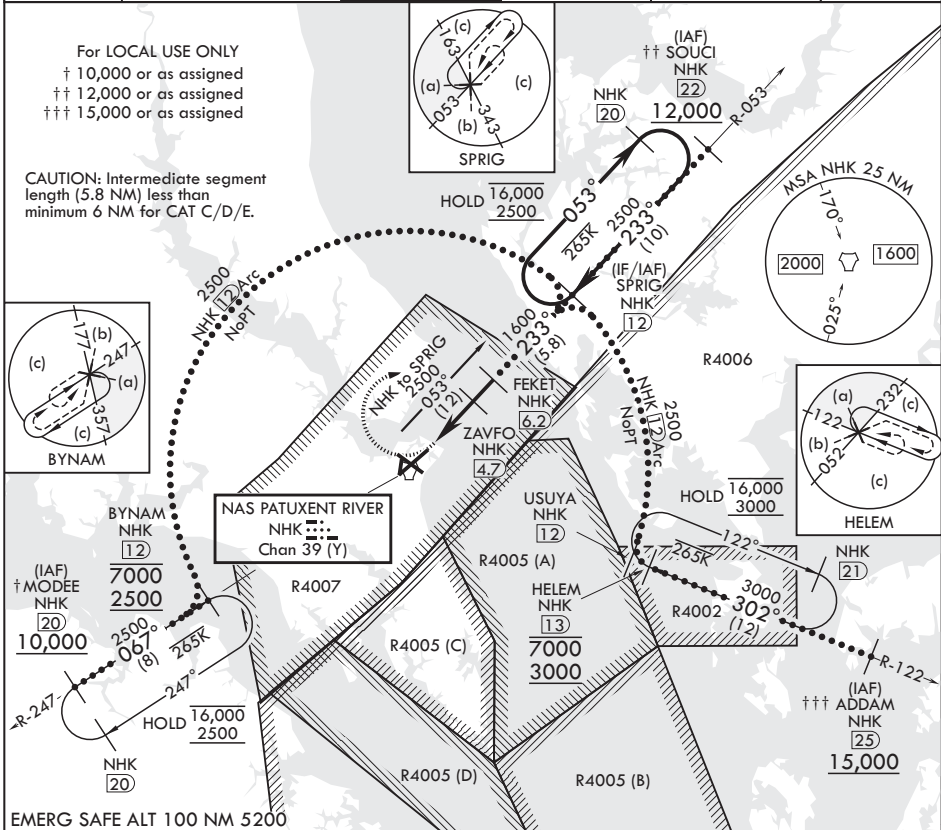 For LOCAL USE ONLY
† 10,000 or as assigned
†† 12,000 or as assigned
††† 15,000 or as assigned
CAUTION: Intermediate segment
length (5.8 NM) less than
minimum 6 NM for CAT C/D/E.
163
(c)
(a)
(c)
053
(b)
343
SPRIG
(IAF)
†† SOUCI
NHK
22
12,000
NHK
20
R-053
HOLD 16,000
2500
053°
265K
2500
233°
(10)
MSA NHK 25 NM
170°
2000
1600
025°
(IF/IAF)
SPRIG
NHK
12
2500
NHK 12 Arc
NoPT
177
(b)
(c)
247
(a)
(c)
357
BYNAM
NHK to SPRIG
2500
053°
(12)
1600
233°
(5.8)
FEKET
NHK
6.2
ZAVFO
NHK
4.7
R4006
2500
NHK 12 Arc
NoPT
(a)
232
(c)
122
(b)
052
(c)
HELEM
NAS PATUXENT RIVER
NHK
Chan 39 (Y)
USUYA
NHK
12
HOLD 16,000
3000
122°
265K
NHK
21
BYNAM
NHK
12
7000
2500
(IAF)
† MODEE
NHK
20
10,000
2500
067°
(8)
265K
247°
R-247
HOLD 16,000
2500
NHK
20
R4007
R4005 (A)
R4005 (C)
HELEM
NHK
13
7000
3000
R4002
3000
302°
(12)
R-122
(IAF)
††† ADDAM
NHK
25
15,000
R4005 (D)
R4005 (B)
EMERG SAFE ALT 100 NM 5200